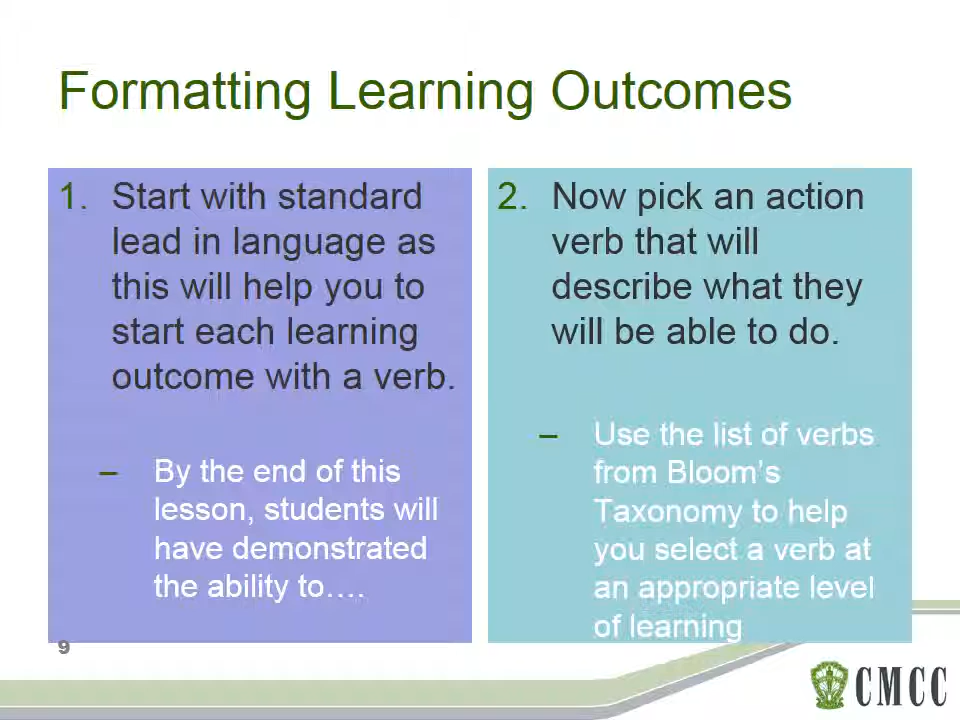 Formatting Learning Outcomes
1. Start with standard
lead in language as
this will help you to
start each learning
outcome with a verb.
– By the end of this
lesson, students will
have demonstrated
the ability to….
2. Now pick an action
verb that will
describe what they
will be able to do.
– Use the list of verbs
from Bloom's
Taxonomy to help
you select a verb at
an appropriate level
of learning
9
CMCC